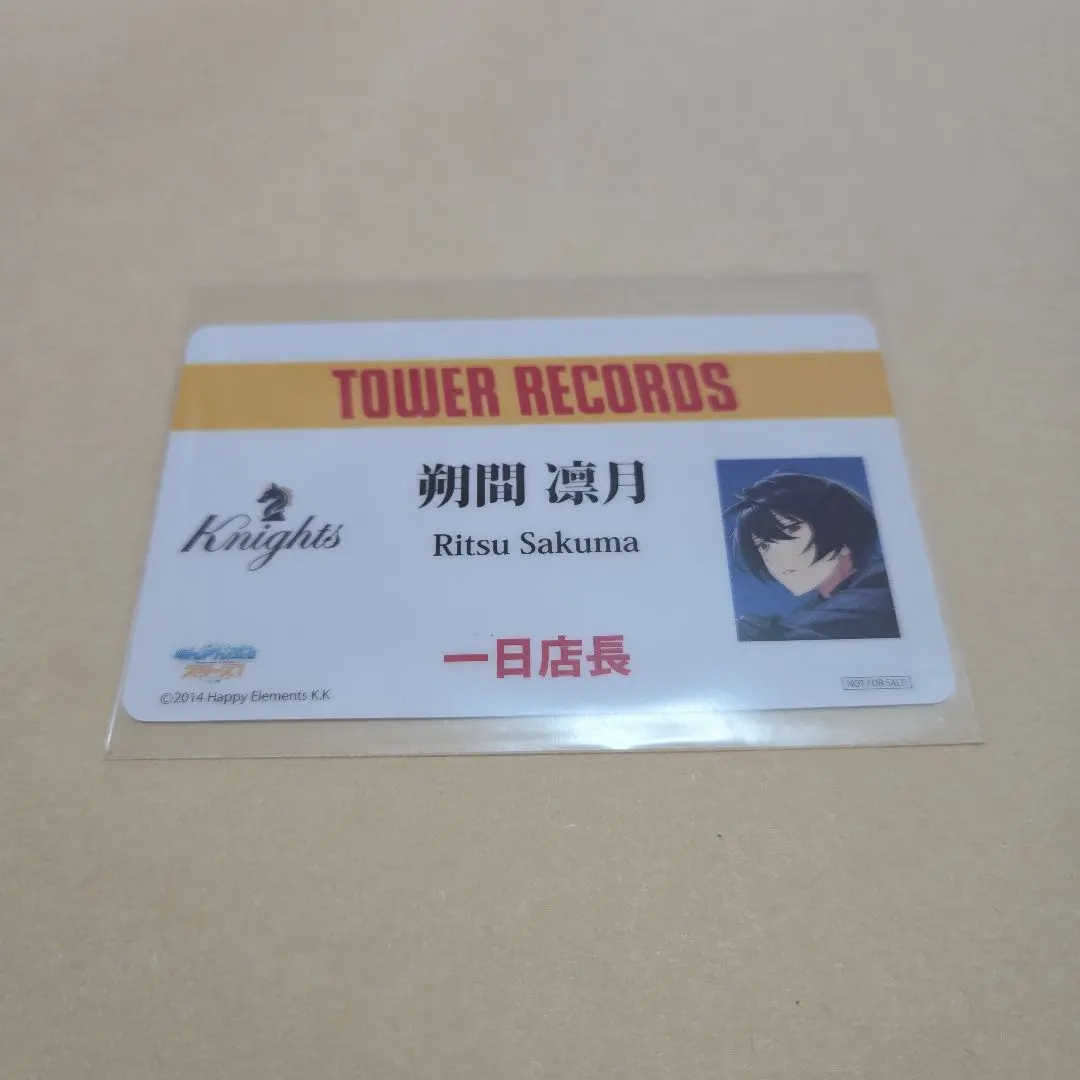 TOWER RECORDS
朔間 凛月
Ritsu Sakuma
Knights
一日店長
©2014 Happy Elements K.K
NOT FOR SALE